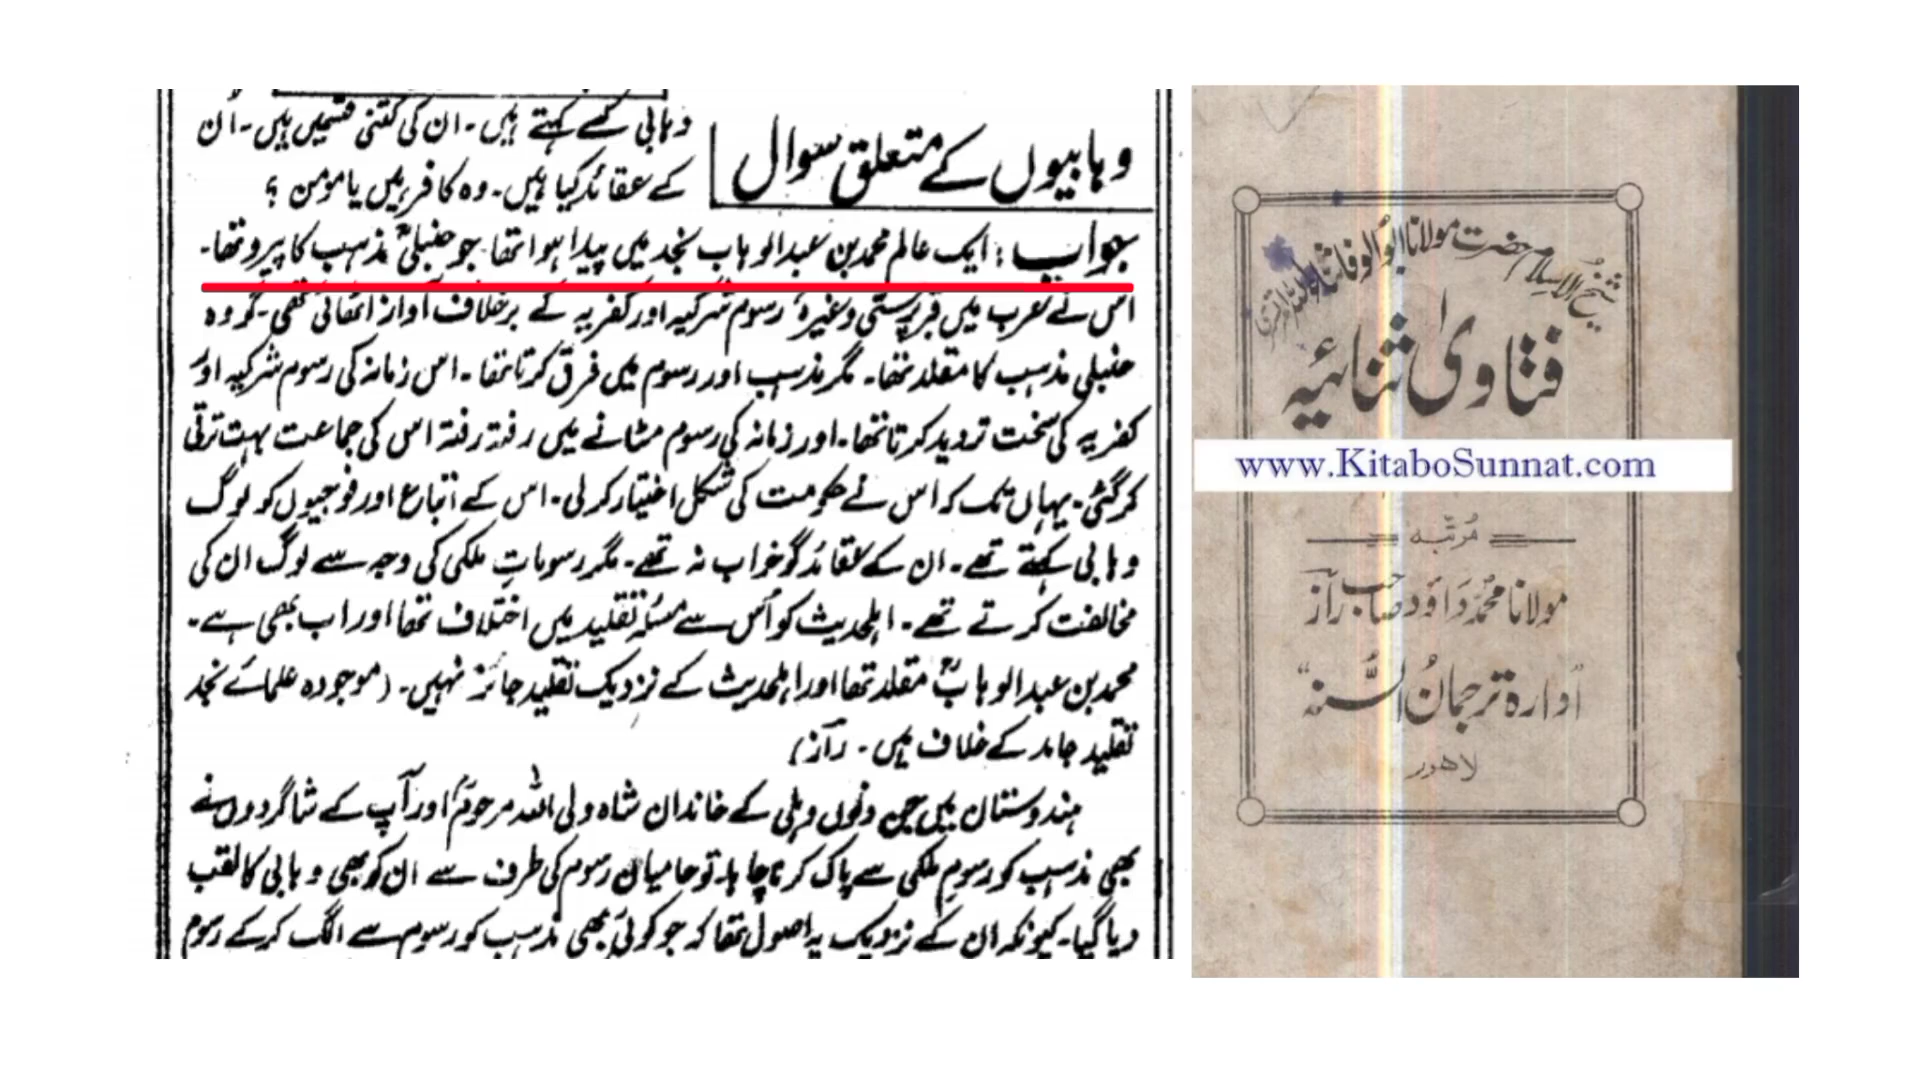 وہابیوں کے متعلق سوال
وہابی کسے کہتے ہیں۔ ان کی کتنی قسمیں ہیں۔ اُن
کے عقائد کیا ہیں۔ وہ کافر ہیں یا مومن ؟
جواب : ایک عالم محمد بن عبدالوہاب نجد میں پیدا ہوا تھا جو حنبلیؒ مذہب کا پیرو تھا۔
اس نے عرب میں قبر پرستی وغیرہ رسوم شرکیہ اور کفریہ کے برخلاف آواز اٹھائی تھی۔ گو وہ
حنبلی مذہب کا مقلد تھا۔ مگر مذہب اور رسوم میں فرق کرتا تھا۔ اس زمانہ کی رسوم شرکیہ اور
کفریہ کی سخت تردید کرتا تھا۔ اور زمانہ کی رسوم مٹانے میں رفتہ رفتہ اس کی جماعت بہت ترقی
کر گئی۔ یہاں تک کہ اس نے حکومت کی شکل اختیار کر لی۔ اس کے اتباع اور فوجیوں کو لوگ
وہابی کہتے تھے۔ ان کے عقائد گو خراب نہ تھے۔ مگر رسومات ملکی کی وجہ سے لوگ ان کی
مخالفت کرتے تھے۔ اہلحدیث کو اُس سے مسئلہ تقلید میں اختلاف تھا اور اب بھی ہے۔
محمد بن عبدالوہابؒ مقلد تھا اور اہلحدیث کے نزدیک تقلید جائز نہیں۔ (موجودہ علمائے نجد
تقلید جامد کے خلاف ہیں۔ رازؔ)
ہندوستان میں جن دنوں دہلی کے خاندان شاہ ولی اللہ مرحومؒ اور آپ کے شاگردوں نے
بھی مذہب کو رسوم ملکی سے پاک کرنا چاہا، تو حامیان رسوم کی طرف سے ان کو بھی وہابی کا لقب
دیا گیا۔ کیونکہ ان کے نزدیک یہ اصول تھا کہ جو کوئی بھی مذہب کو رسوم سے الگ کر کے رسوم
شیخ الاسلام حضرت مولانا ابوالوفا ثناء اللہ امرتسری
فتاویٰ ثنائیہ
www.KitaboSunnat.com
مُرتّبہ
مولانا محمد داؤد صاحب رازؔ
ادارہ ترجمانُ السُّنّہ
لاہور